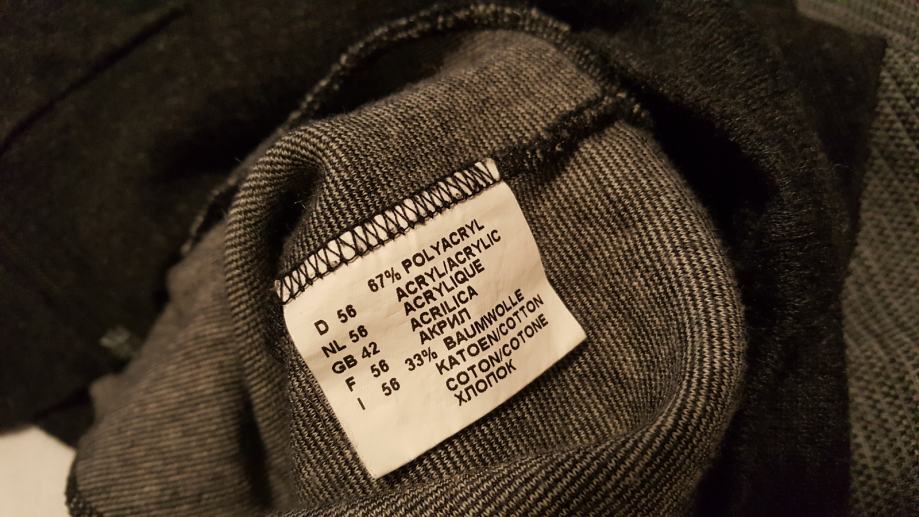 D 56 67% POLYACRYL
NL 56 ACRYL/ACRYLIC
GB 42 ACRYLIQUE
F 56 ACRILICA
I 56 АКРИЛ
33% BAUMWOLLE
KATOEN/COTTON
COTON/COTONE
ХЛОПОК